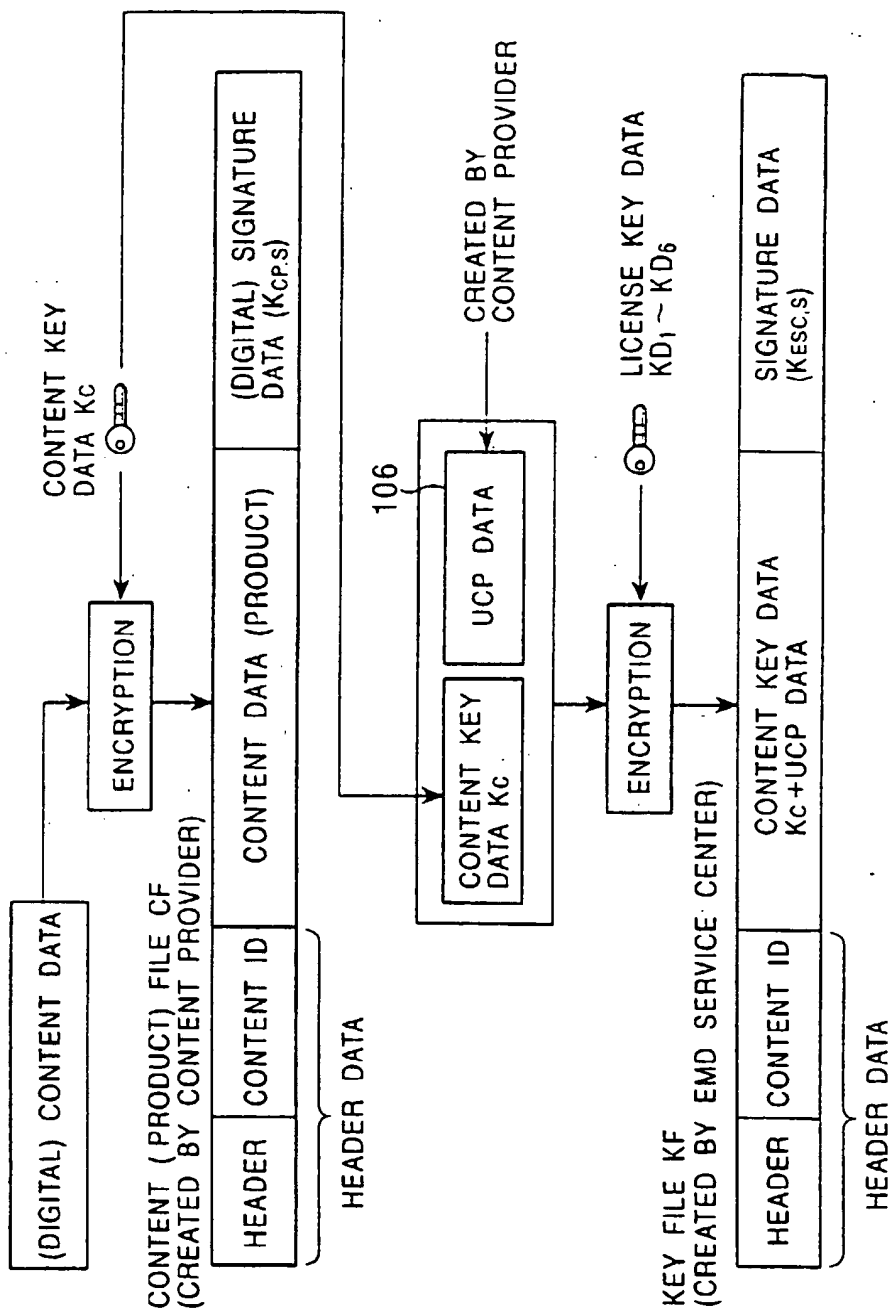 (DIGITAL) CONTENT DATA
CONTENT KEY
DATA Kc
ENCRYPTION
CONTENT (PRODUCT) FILE CF
(CREATED BY CONTENT PROVIDER)
HEADER
CONTENT ID
CONTENT DATA (PRODUCT)
(DIGITAL) SIGNATURE
DATA (KCP.S)
HEADER DATA
106
CONTENT KEY
DATA Kc
UCP DATA
CREATED BY
CONTENT PROVIDER
ENCRYPTION
LICENSE KEY DATA
KD1 ~ KD6
KEY FILE KF
(CREATED BY EMD SERVICE CENTER)
HEADER
CONTENT ID
CONTENT KEY DATA
Kc+UCP DATA
SIGNATURE DATA
(KESC,S)
HEADER DATA